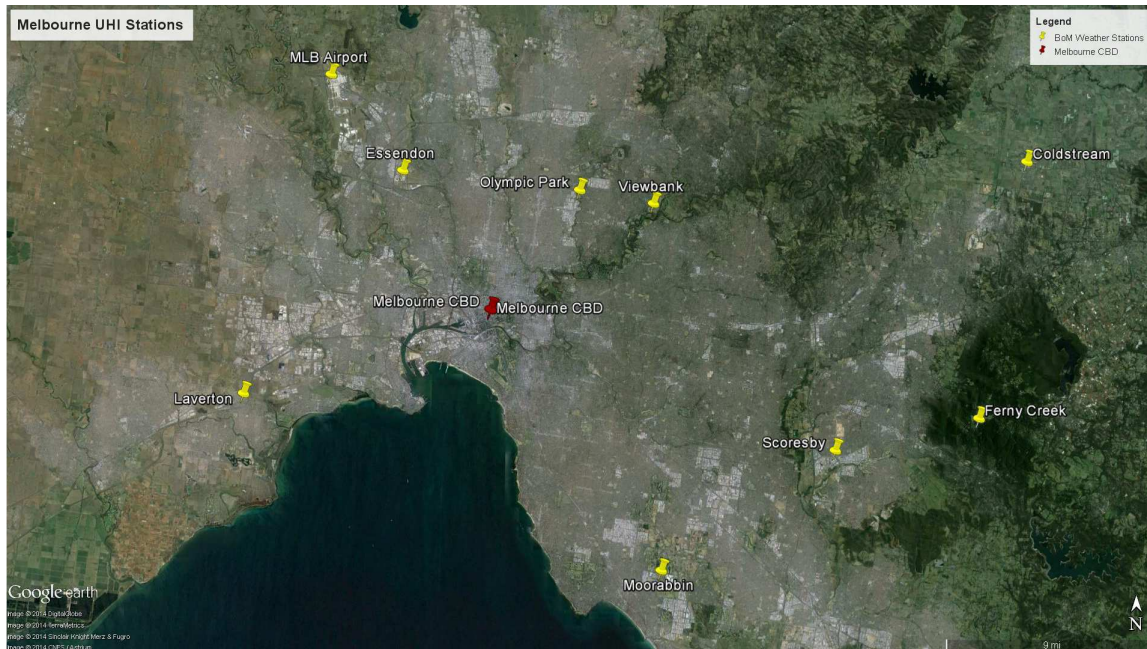 Melbourne UHI Stations
Legend
BoM Weather Stations
Melbourne CBD
MLB Airport
Essendon
Olympic Park
Viewbank
Coldstream
Melbourne CBD
Melbourne CBD
Laverton
Ferny Creek
Scoresby
Moorabbin
Google earth
Image © 2014 DigitalGlobe
Image © 2014 TerraMetrics
Image © 2014 Sinclair Knight Merz & Fugro
Image © 2014 CNES / Astrium
N
9 mi